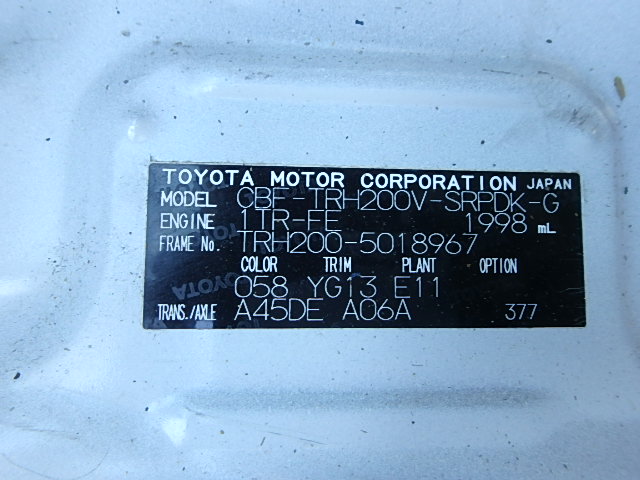 TOYOTA MOTOR CORPORATION JAPAN
MODEL CBF-TRH200V-SRPDK-G
ENGINE 1TR-FE 1998 mL
FRAME No. TRH200-5018967
COLOR TRIM PLANT OPTION
058 YG13 E11
TRANS./AXLE A45DE A06A 377